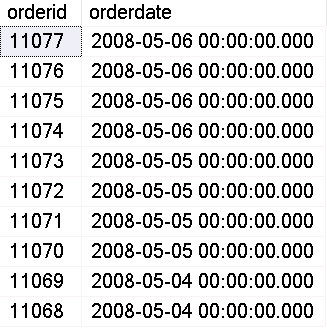 orderid orderdate
11077 2008-05-06 00:00:00.000
11076 2008-05-06 00:00:00.000
11075 2008-05-06 00:00:00.000
11074 2008-05-06 00:00:00.000
11073 2008-05-05 00:00:00.000
11072 2008-05-05 00:00:00.000
11071 2008-05-05 00:00:00.000
11070 2008-05-05 00:00:00.000
11069 2008-05-04 00:00:00.000
11068 2008-05-04 00:00:00.000